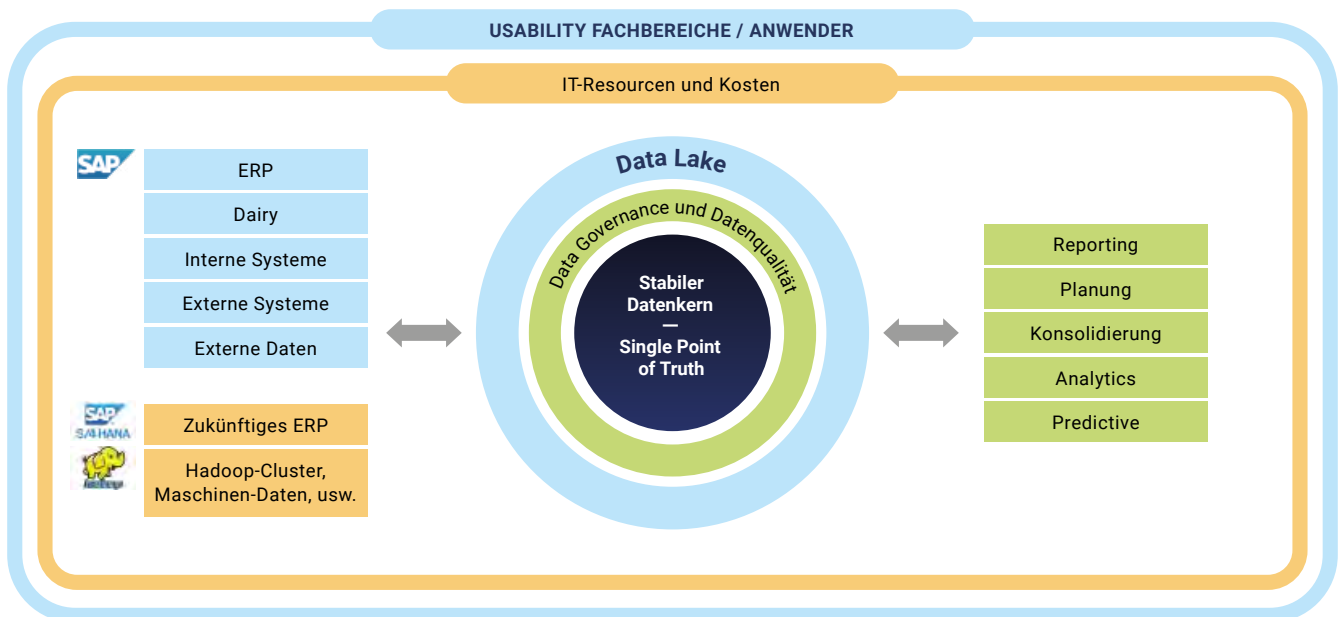 USABILITY FACHBEREICHE / ANWENDER
IT-Resourcen und Kosten
SAP
ERP
Dairy
Interne Systeme
Externe Systeme
Externe Daten
SAP
S/4HANA
Zukünftiges ERP
Hadoop-Cluster,
Maschinen-Daten, usw.
Data Lake
Data Governance und Datenqualität
Stabiler
Datenkern
—
Single Point
of Truth
Reporting
Planung
Konsolidierung
Analytics
Predictive